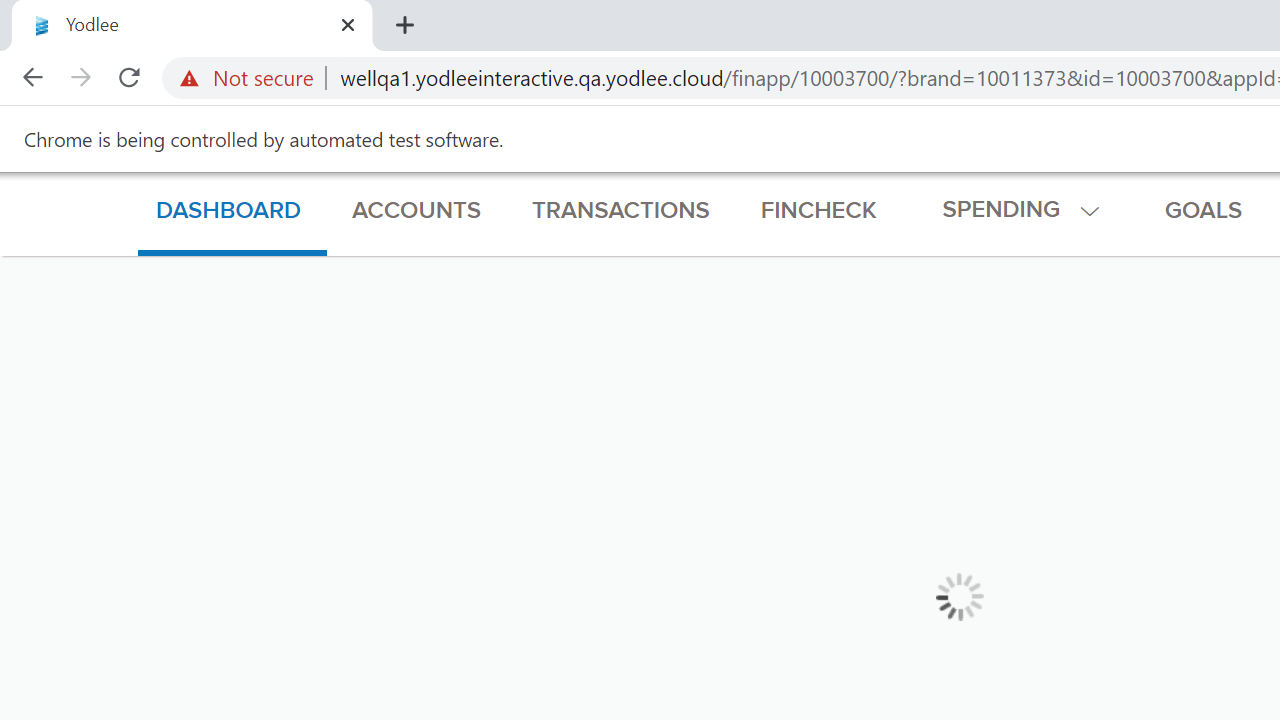 Yodlee
Not secure wellqa1.yodleeinteractive.qa.yodlee.cloud/finapp/10003700/?brand=10011373&id=10003700&appId=
Chrome is being controlled by automated test software.
DASHBOARD ACCOUNTS TRANSACTIONS FINCHECK SPENDING GOALS